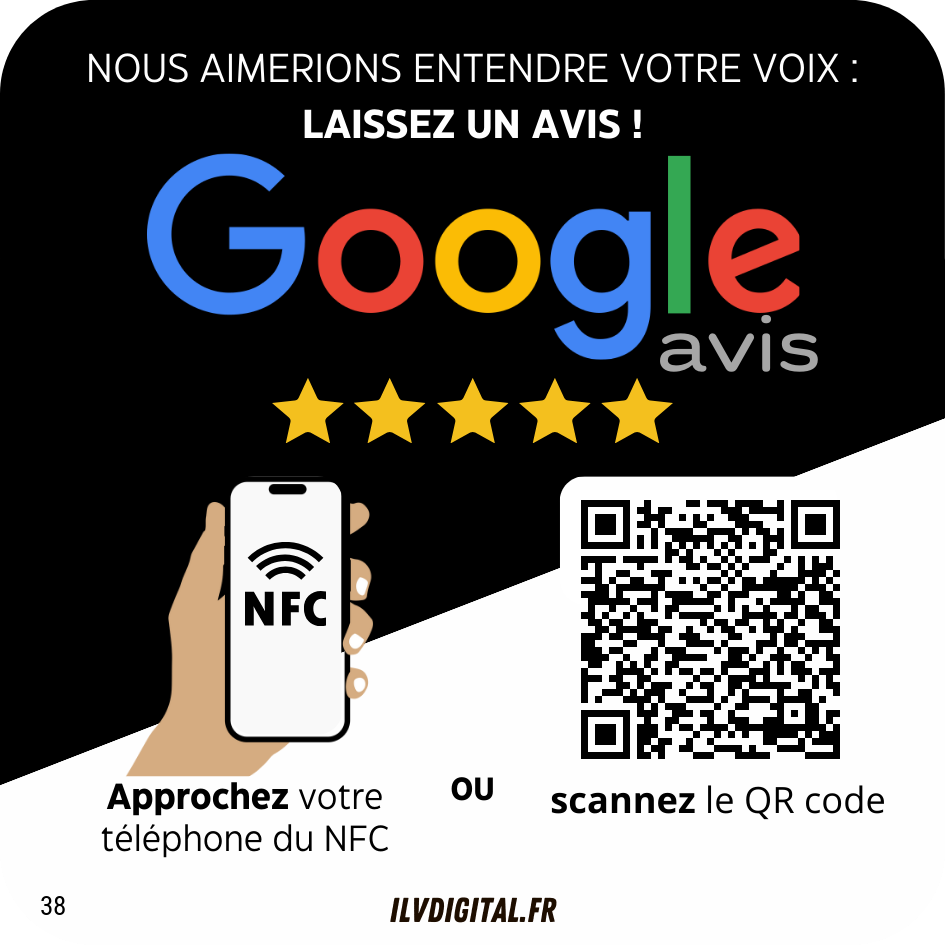 NOUS AIMERIONS ENTENDRE VOTRE VOIX :
LAISSEZ UN AVIS !
Google
avis
NFC
Approchez votre
téléphone du NFC
OU
scannez le QR code
38
ILVDIGITAL.FR